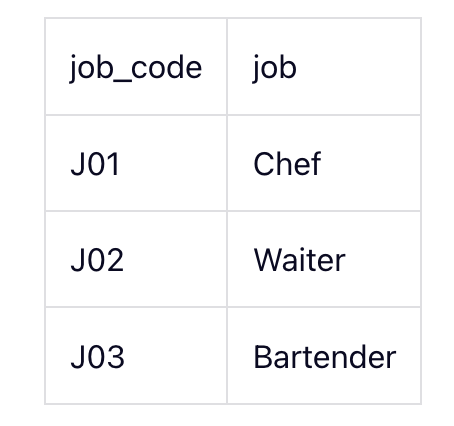 job_code job
J01 Chef
J02 Waiter
J03 Bartender